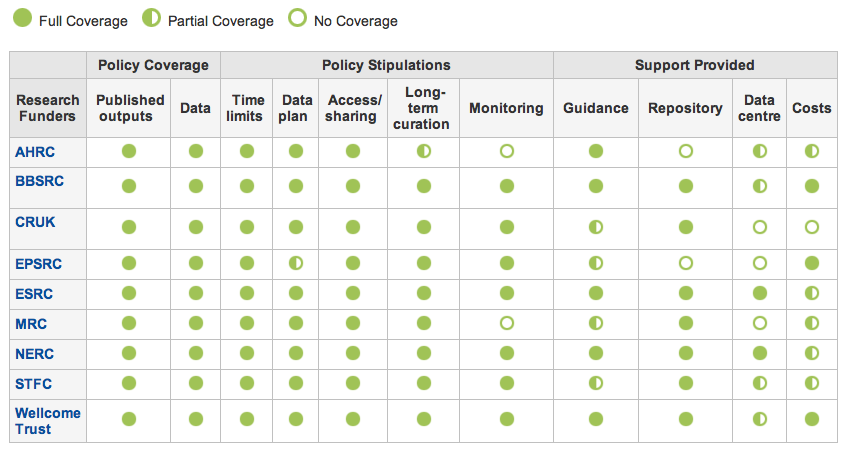 Full Coverage Partial Coverage No Coverage
Policy Coverage Policy Stipulations Support Provided
Research Funders Published outputs Data Time limits Data plan Access/sharing Long-term curation Monitoring Guidance Repository Data centre Costs
AHRC
BBSRC
CRUK
EPSRC
ESRC
MRC
NERC
STFC
Wellcome
Trust